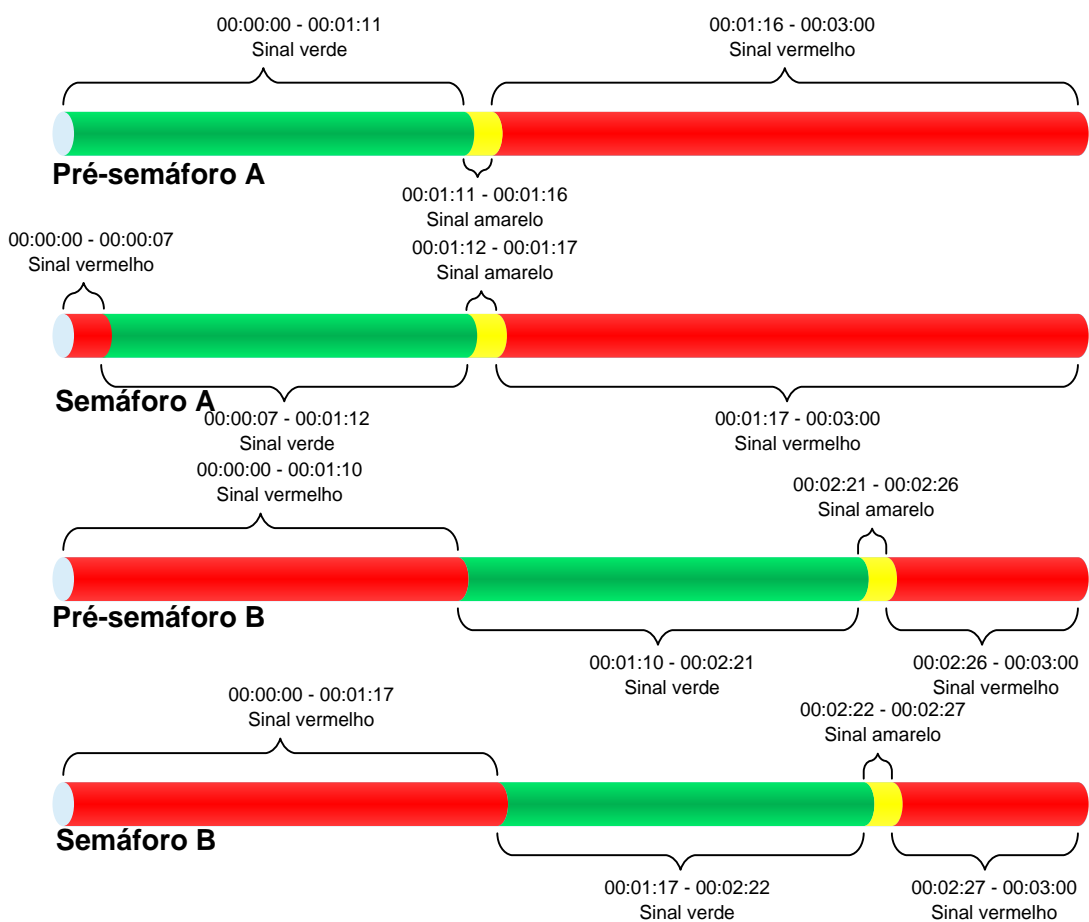 00:00:00 - 00:01:11
Sinal verde
00:01:16 - 00:03:00
Sinal vermelho
Pré-semáforo A
00:01:11 - 00:01:16
Sinal amarelo
00:00:00 - 00:00:07
Sinal vermelho
00:01:12 - 00:01:17
Sinal amarelo
Semáforo A
00:00:07 - 00:01:12
Sinal verde
00:01:17 - 00:03:00
Sinal vermelho
00:00:00 - 00:01:10
Sinal vermelho
00:02:21 - 00:02:26
Sinal amarelo
Pré-semáforo B
00:01:10 - 00:02:21
Sinal verde
00:02:26 - 00:03:00
Sinal vermelho
00:00:00 - 00:01:17
Sinal vermelho
00:02:22 - 00:02:27
Sinal amarelo
Semáforo B
00:01:17 - 00:02:22
Sinal verde
00:02:27 - 00:03:00
Sinal vermelho